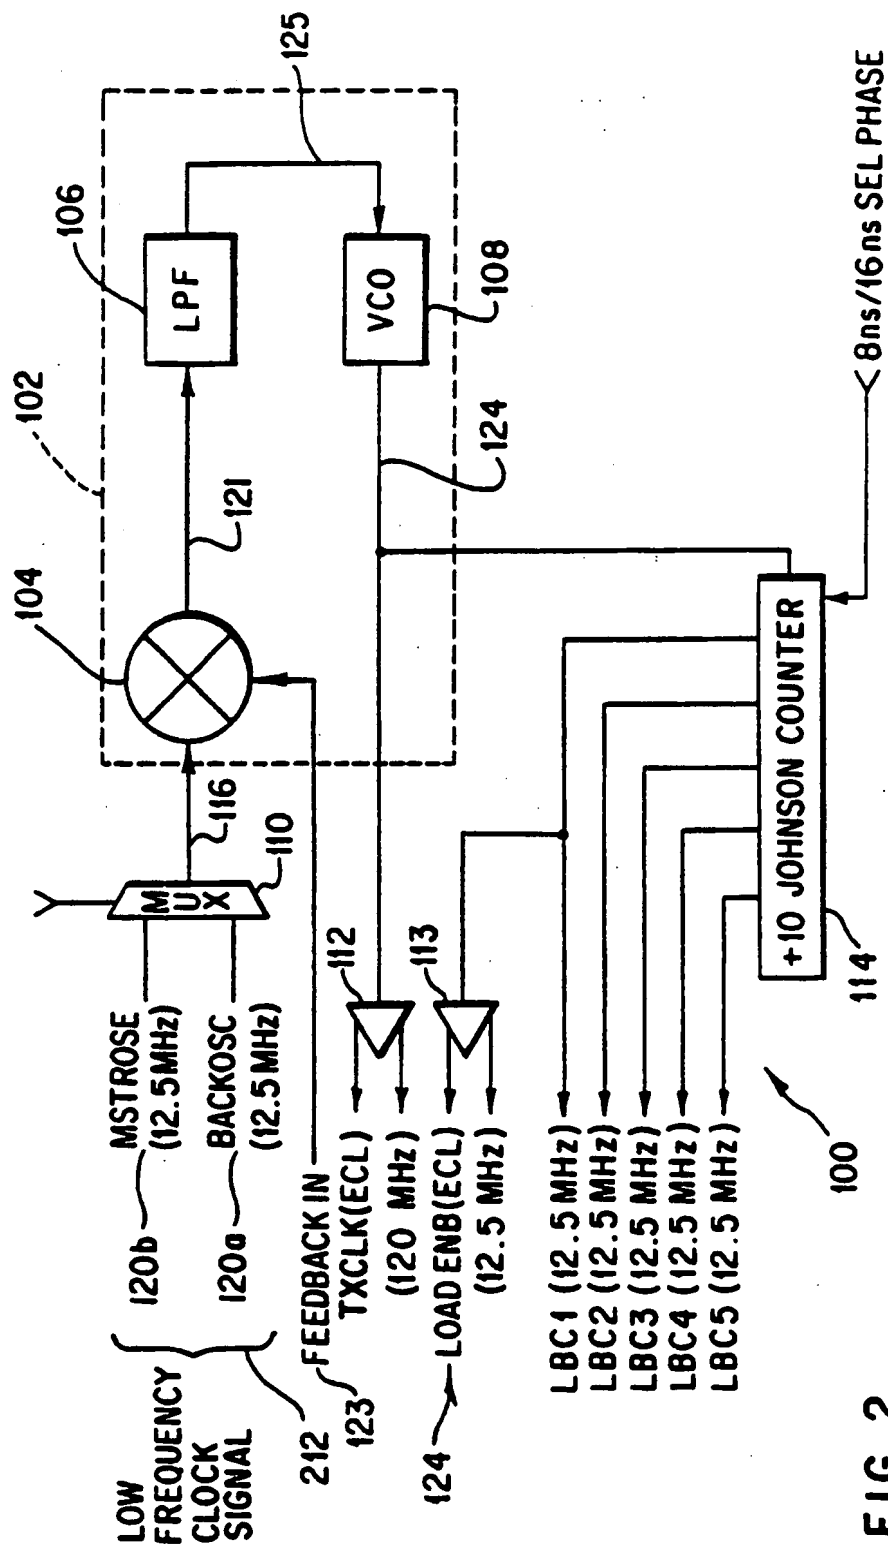 102
104
106
LPF
121
125
VCO
108
124
116
110
MUX
MSTROSE
(12.5MHz)
120b
BACKOSC
(12.5MHz)
120a
LOW
FREQUENCY
CLOCK
SIGNAL
212
FEEDBACK IN
123
112
TXCLK(ECL)
(120 MHz)
113
124
LOAD ENB(ECL)
(12.5 MHz)
LBC1 (12.5 MHz)
LBC2 (12.5 MHz)
LBC3 (12.5 MHz)
LBC4 (12.5 MHz)
LBC5 (12.5 MHz)
+10 JOHNSON COUNTER
114
8ns/16ns SEL PHASE
100
FIG. 2